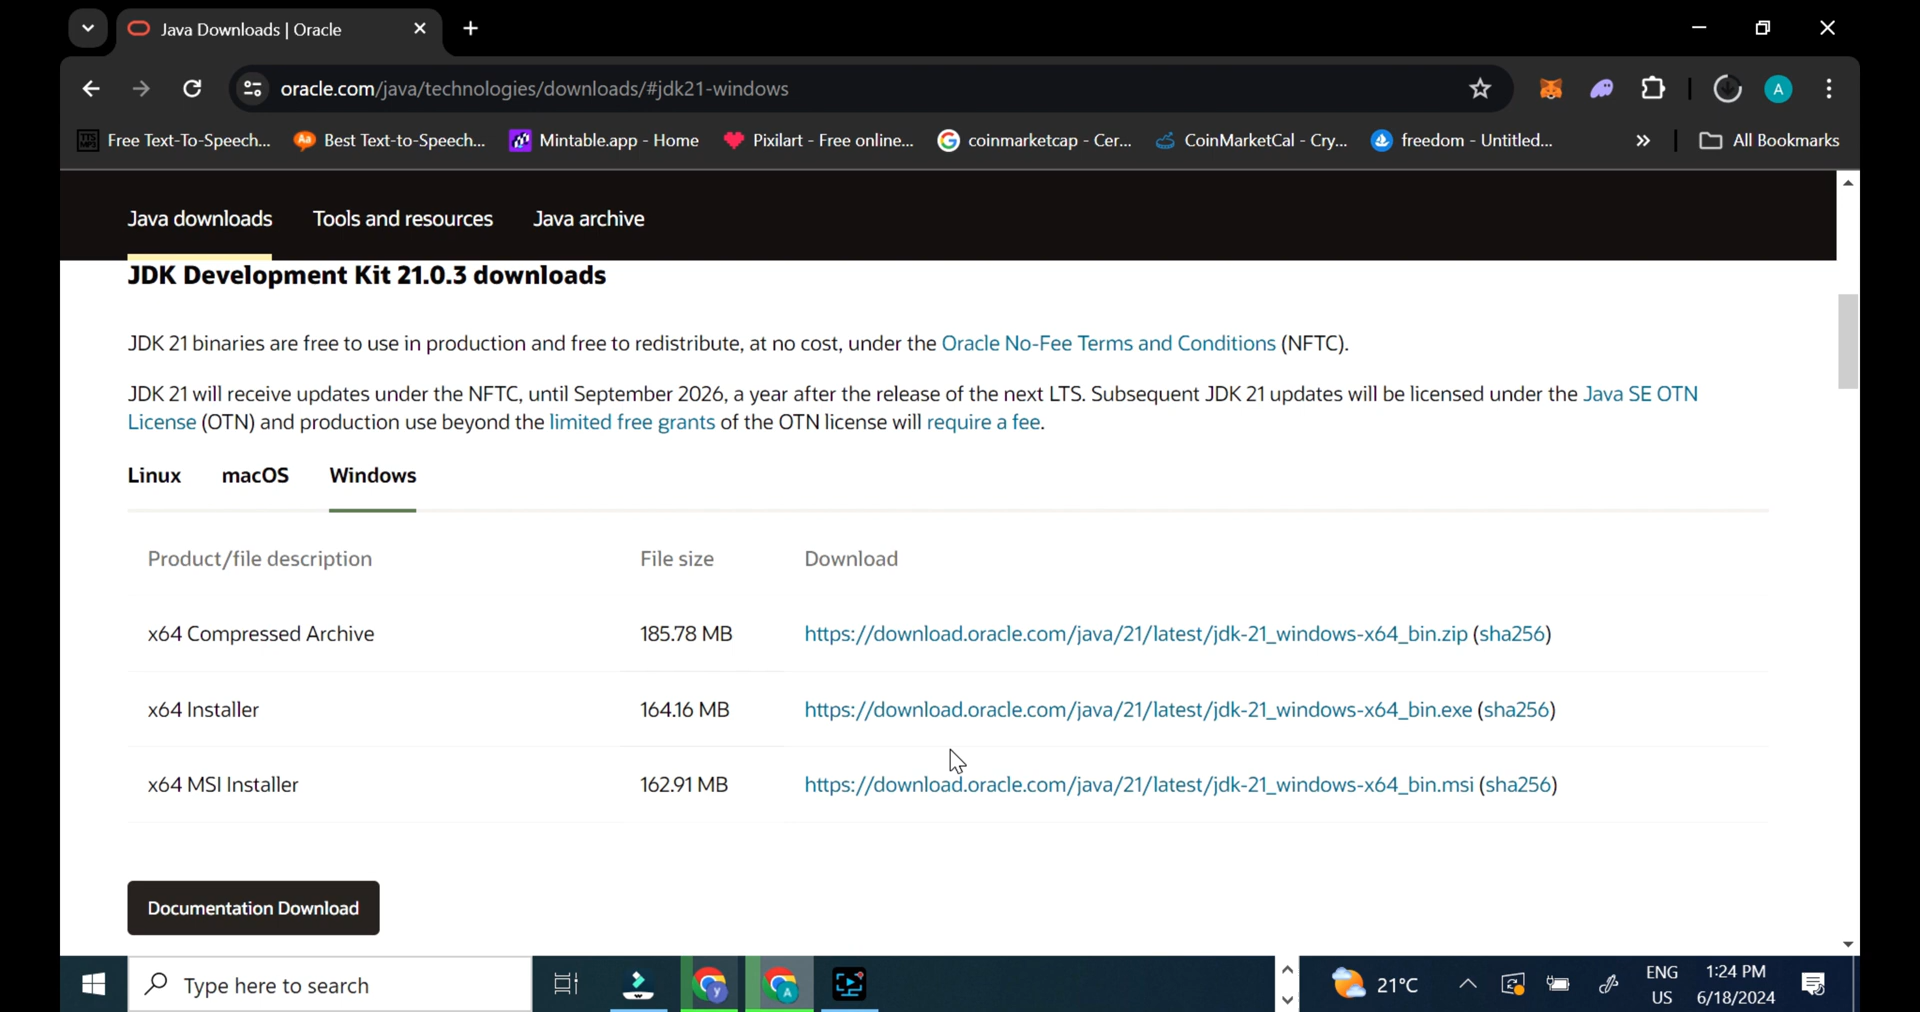 Java Downloads | Oracle
oracle.com/java/technologies/downloads/#jdk21-windows
A
TTS MP3 Free Text-To-Speech... Aa Best Text-to-Speech... Mintable.app - Home Pixilart - Free online... coinmarketcap - Cer... CoinMarketCal - Cry... freedom - Untitled... » All Bookmarks
Java downloads Tools and resources Java archive
JDK Development Kit 21.0.3 downloads
JDK 21 binaries are free to use in production and free to redistribute, at no cost, under the Oracle No-Fee Terms and Conditions (NFTC).
JDK 21 will receive updates under the NFTC, until September 2026, a year after the release of the next LTS. Subsequent JDK 21 updates will be licensed under the Java SE OTN
License (OTN) and production use beyond the limited free grants of the OTN license will require a fee.
Linux macOS Windows
Product/file description File size Download
x64 Compressed Archive 185.78 MB https://download.oracle.com/java/21/latest/jdk-21_windows-x64_bin.zip (sha256)
x64 Installer 164.16 MB https://download.oracle.com/java/21/latest/jdk-21_windows-x64_bin.exe (sha256)
x64 MSI Installer 162.91 MB https://download.oracle.com/java/21/latest/jdk-21_windows-x64_bin.msi (sha256)
Documentation Download
Type here to search
y A
21°C
ENG
US
1:24 PM
6/18/2024